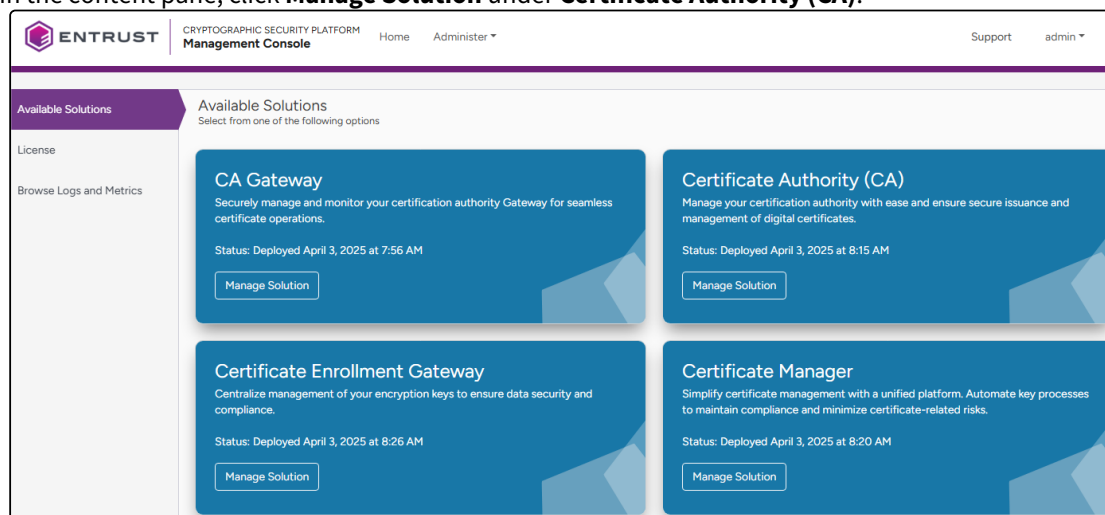 In the content pane, click Manage Solution under Certificate Authority (CA).
ENTRUST
CRYPTOGRAPHIC SECURITY PLATFORM
Management Console
Home
Administer
Support
admin
Available Solutions
License
Browse Logs and Metrics
Available Solutions
Select from one of the following options
CA Gateway
Securely manage and monitor your certification authority Gateway for seamless
certificate operations.
Status: Deployed April 3, 2025 at 7:56 AM
Manage Solution
Certificate Authority (CA)
Manage your certification authority with ease and ensure secure issuance and
management of digital certificates.
Status: Deployed April 3, 2025 at 8:15 AM
Manage Solution
Certificate Enrollment Gateway
Centralize management of your encryption keys to ensure data security and
compliance.
Status: Deployed April 3, 2025 at 8:26 AM
Manage Solution
Certificate Manager
Simplify certificate management with a unified platform. Automate key processes
to maintain compliance and minimize certificate-related risks.
Status: Deployed April 3, 2025 at 8:20 AM
Manage Solution